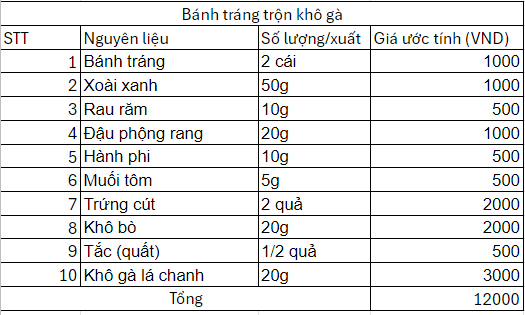 Bánh tráng trộn khô gà
STT Nguyên liệu Số lượng/xuất Giá ước tính (VND)
1 Bánh tráng 2 cái 1000
2 Xoài xanh 50g 1000
3 Rau răm 10g 500
4 Đậu phộng rang 20g 1000
5 Hành phi 10g 500
6 Muối tôm 5g 500
7 Trứng cút 2 quả 2000
8 Khô bò 20g 2000
9 Tắc (quất) 1/2 quả 500
10 Khô gà lá chanh 20g 3000
Tổng 12000